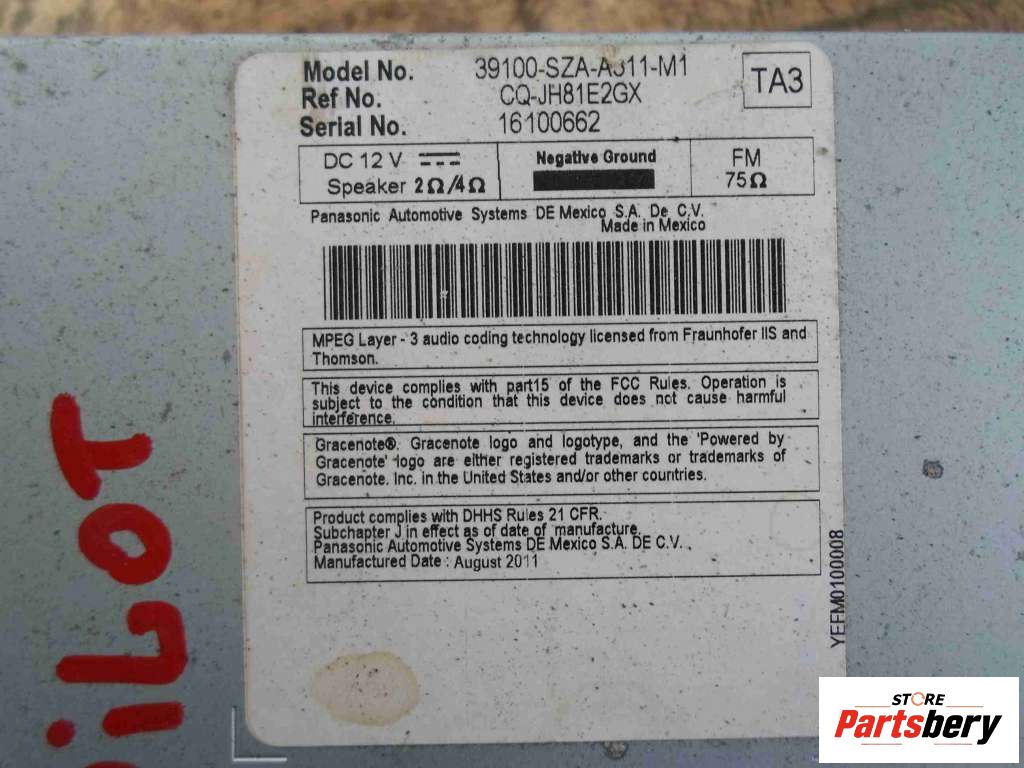 Model No. 39100-SZA-A311-M1
TA3
Ref No. CQ-JH81E2GX
Serial No. 16100662
DC 12 V
Speaker 2Ω/4Ω
Negative Ground
FM
75Ω
Panasonic Automotive Systems DE Mexico S.A. De C.V.
Made in Mexico
MPEG Layer - 3 audio coding technology licensed from Fraunhofer IIS and
Thomson.
This device complies with part15 of the FCC Rules. Operation is
subject to the condition that this device does not cause harmful
interference.
Gracenote®. Gracenote logo and logotype, and the 'Powered by
Gracenote' logo are either registered trademarks or trademarks of
Gracenote. Inc. in the United States and/or other countries.
Product complies with DHHS Rules 21 CFR.
Subchapter J in effect as of date of manufacture.
Panasonic Automotive Systems DE Mexico S.A. DE C.V.
Manufactured Date : August 2011
YEFM0100008
PiLOT
STORE
Partsbery